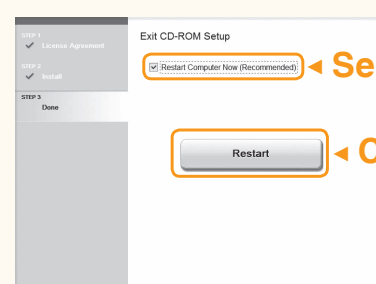 STEP 1
License Agreement
STEP 2
Install
STEP 3
Done
Exit CD-ROM Setup
Restart Computer Now (Recommended)
Se
Restart
C